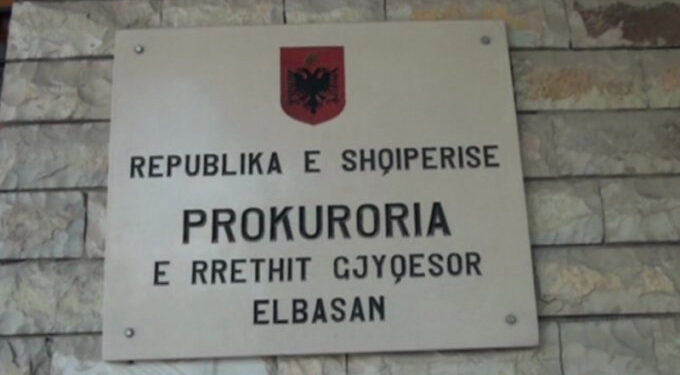 REPUBLIKA E SHQIPERISE
PROKURORIA
E RRETHIT GJYQESOR
ELBASAN